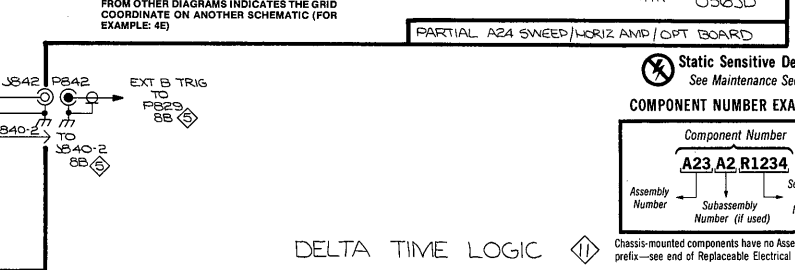 FROM OTHER DIAGRAMS INDICATES THE GRID
COORDINATE ON ANOTHER SCHEMATIC (FOR
EXAMPLE: 4E)
PARTIAL A24 SWEEP/HORIZ AMP/OPT BOARD
J842 P842
EXT B TRIG
TO
P829
8B 5
840-2
TO
J840-2
8B 5
Static Sensitive De
See Maintenance Se
COMPONENT NUMBER EXA
Component Number
A23 A2 R1234
Assembly
Number
Subassembly
Number (if used)
DELTA TIME LOGIC 11
Chassis-mounted components have no Asse
prefix—see end of Replaceable Electrical